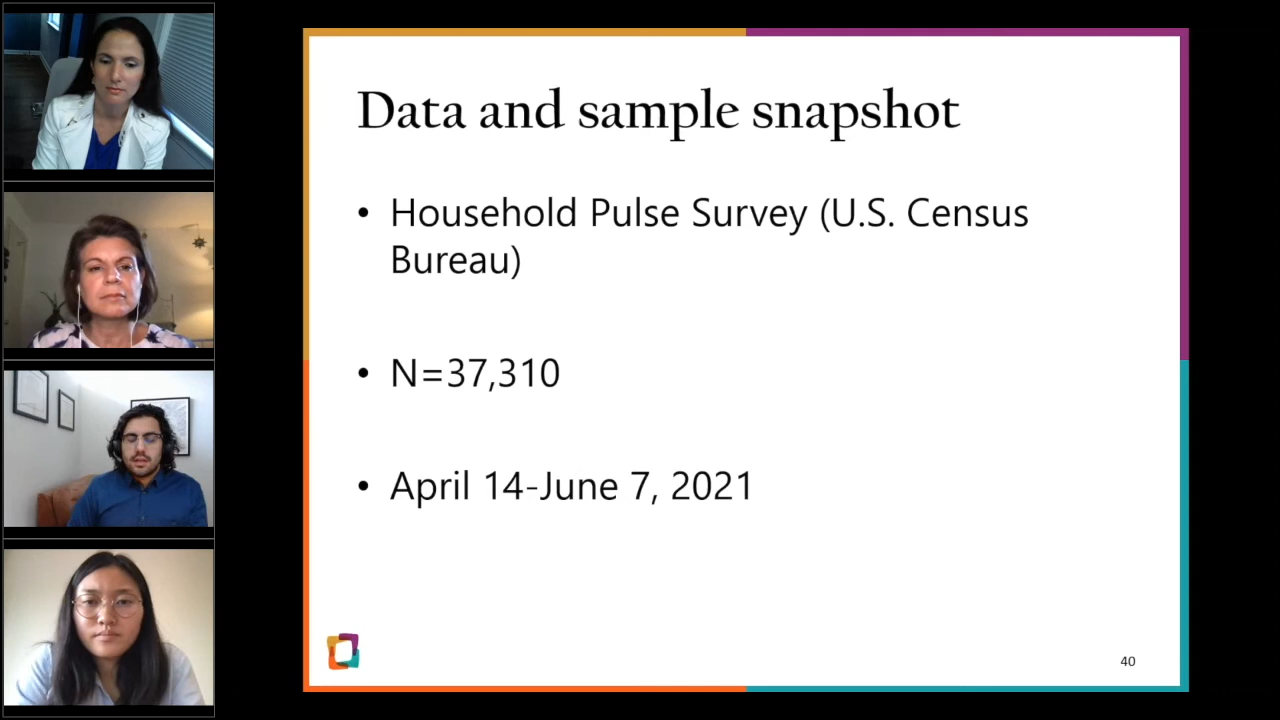 Data and sample snapshot
• Household Pulse Survey (U.S. Census
Bureau)
• N=37,310
• April 14-June 7, 2021
40